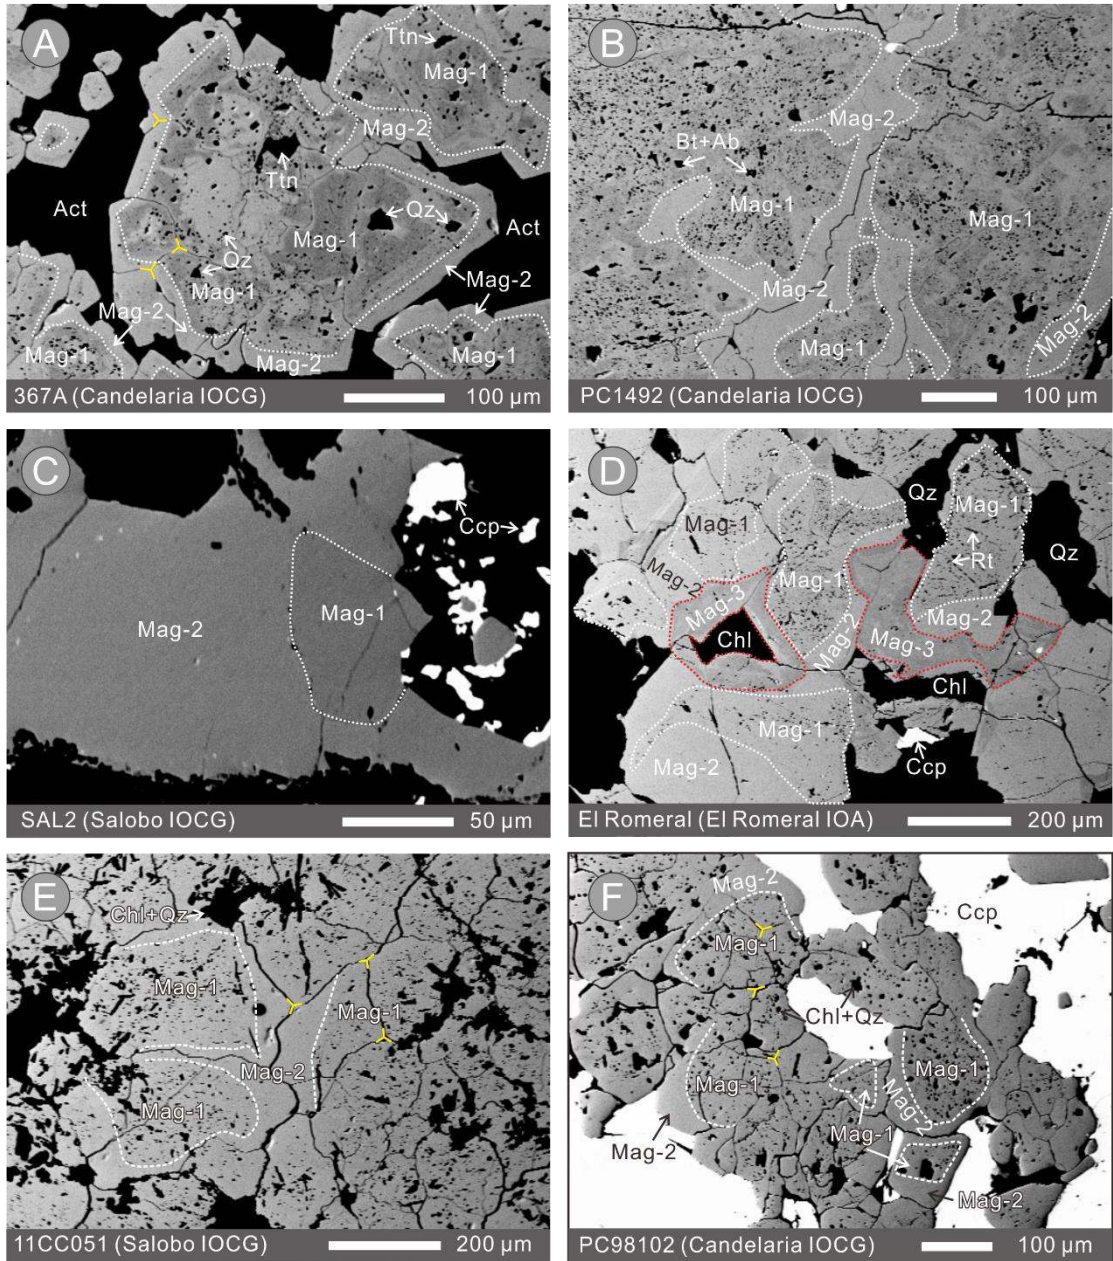 A
Ttn
Mag-1
Mag-2
Ttn
Act
Qz
Act
Mag-1
Qz
Mag-1
Mag-2
Mag-2
Mag-1
Mag-2
Mag-1
367A (Candelaria IOCG)
100 µm
B
Mag-2
Bt+Ab
Mag-1
Mag-1
Mag-2
Mag-1
Mag-2
PC1492 (Candelaria IOCG)
100 µm
C
Ccp
Mag-1
Mag-2
SAL2 (Salobo IOCG)
50 µm
D
Qz
Mag-1
Mag-1
Qz
Rt
Mag-2
Mag-1
Mag-3
Mag-2
Chl
Mag-2
Mag-3
Chl
Mag-1
Mag-2
Ccp
El Romeral (El Romeral IOA)
200 µm
E
Chl+Qz
Mag-1
Mag-1
Mag-2
Mag-1
11CC051 (Salobo IOCG)
200 µm
F
Mag-2
Ccp
Mag-1
Chl+Qz
Mag-1
Mag-1
Mag-2
Mag-1
Mag-2
Mag-2
PC98102 (Candelaria IOCG)
100 µm